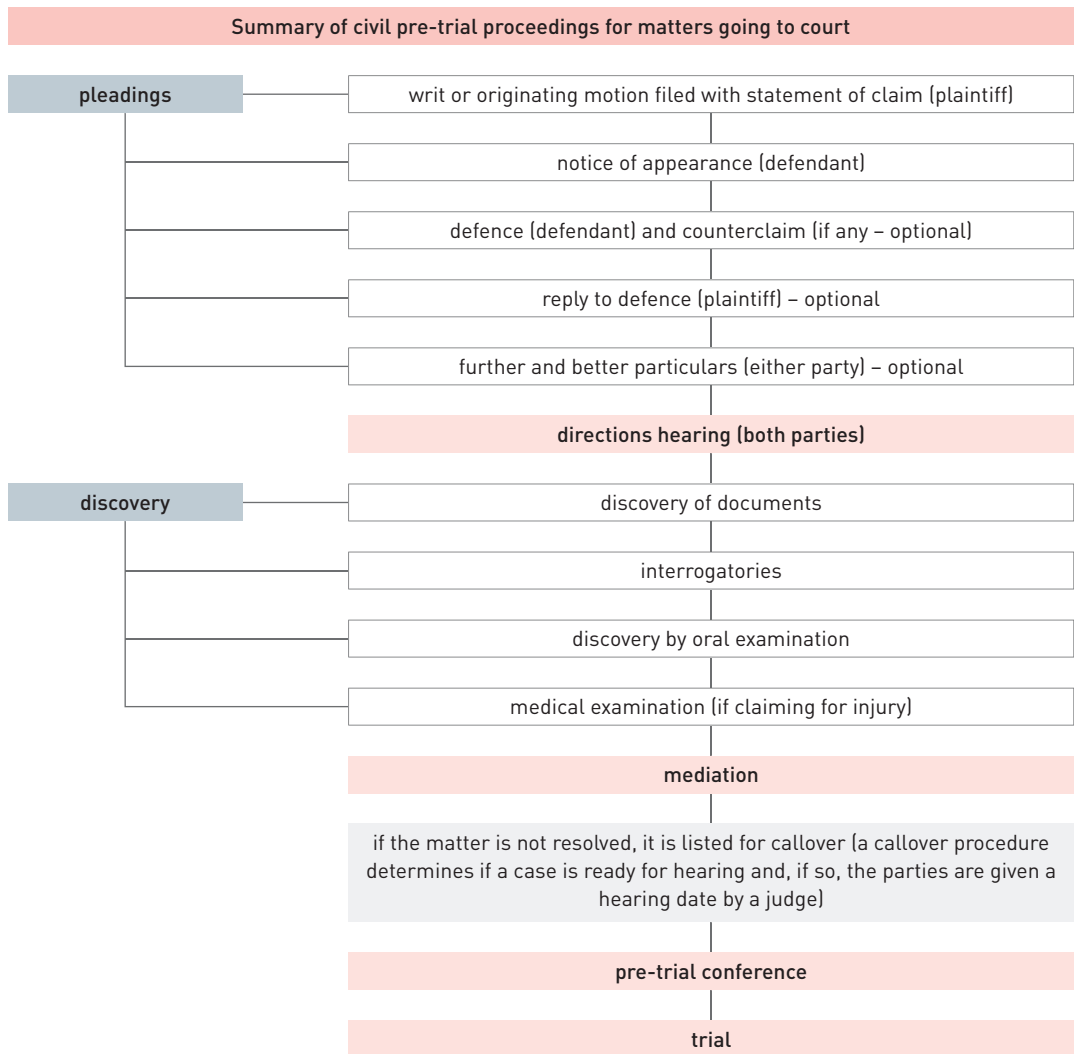 Summary of civil pre-trial proceedings for matters going to court
pleadings
writ or originating motion filed with statement of claim (plaintiff)
notice of appearance (defendant)
defence (defendant) and counterclaim (if any – optional)
reply to defence (plaintiff) – optional
further and better particulars (either party) – optional
directions hearing (both parties)
discovery
discovery of documents
interrogatories
discovery by oral examination
medical examination (if claiming for injury)
mediation
if the matter is not resolved, it is listed for callover (a callover procedure
determines if a case is ready for hearing and, if so, the parties are given a
hearing date by a judge)
pre-trial conference
trial